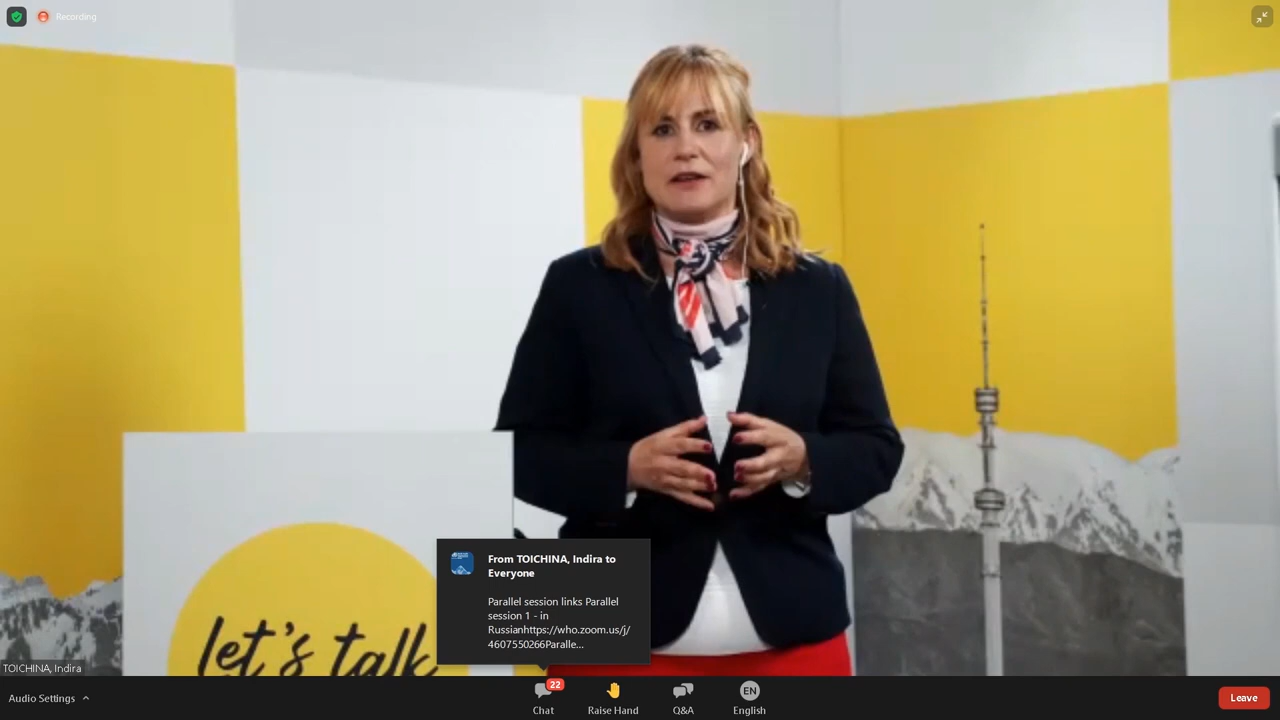 Recording
let's talk
From TOICHINA, Indira to
Everyone
Parallel session links Parallel
session 1 - in
Russianhttps://who.zoom.us/j/
4607550266Paralle...
TOICHINA, Indira
Audio Settings
22
Chat
Raise Hand
Q&A
EN
English
Leave